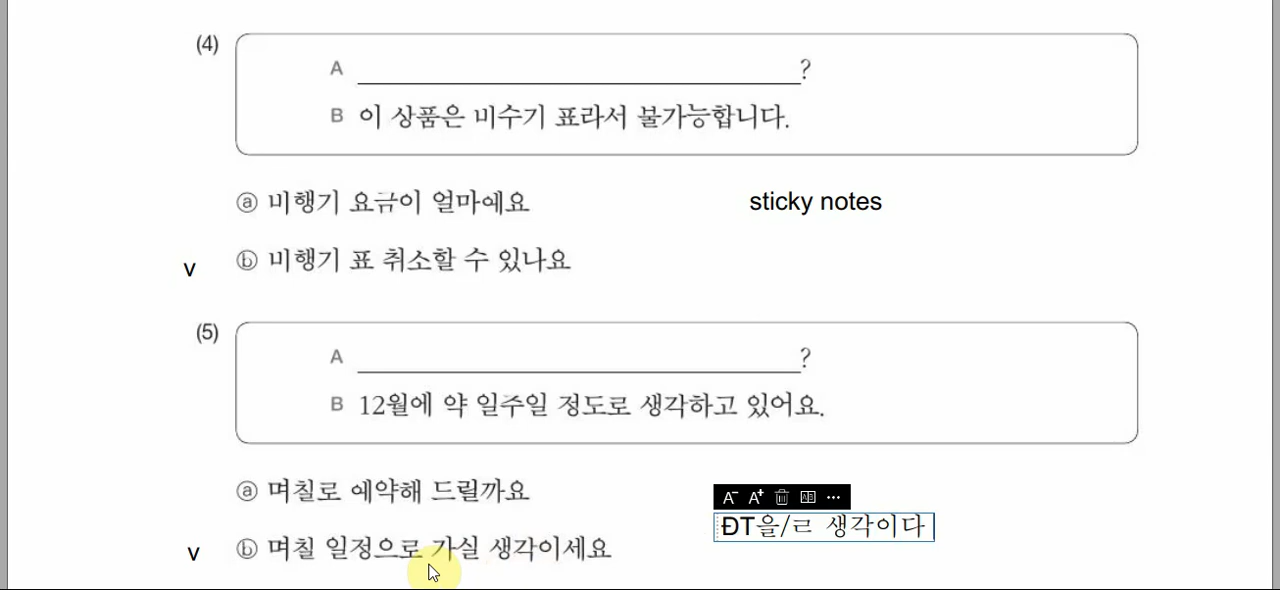 (4)
A ______________________________?
B 이 상품은 비수기 표라서 불가능합니다.
ⓐ 비행기 요금이 얼마예요
sticky notes
v ⓑ 비행기 표 취소할 수 있나요
(5)
A ______________________________?
B 12월에 약 일주일 정도로 생각하고 있어요.
ⓐ 며칠로 예약해 드릴까요
ĐT을/ㄹ 생각이다
v ⓑ 며칠 일정으로 가실 생각이세요